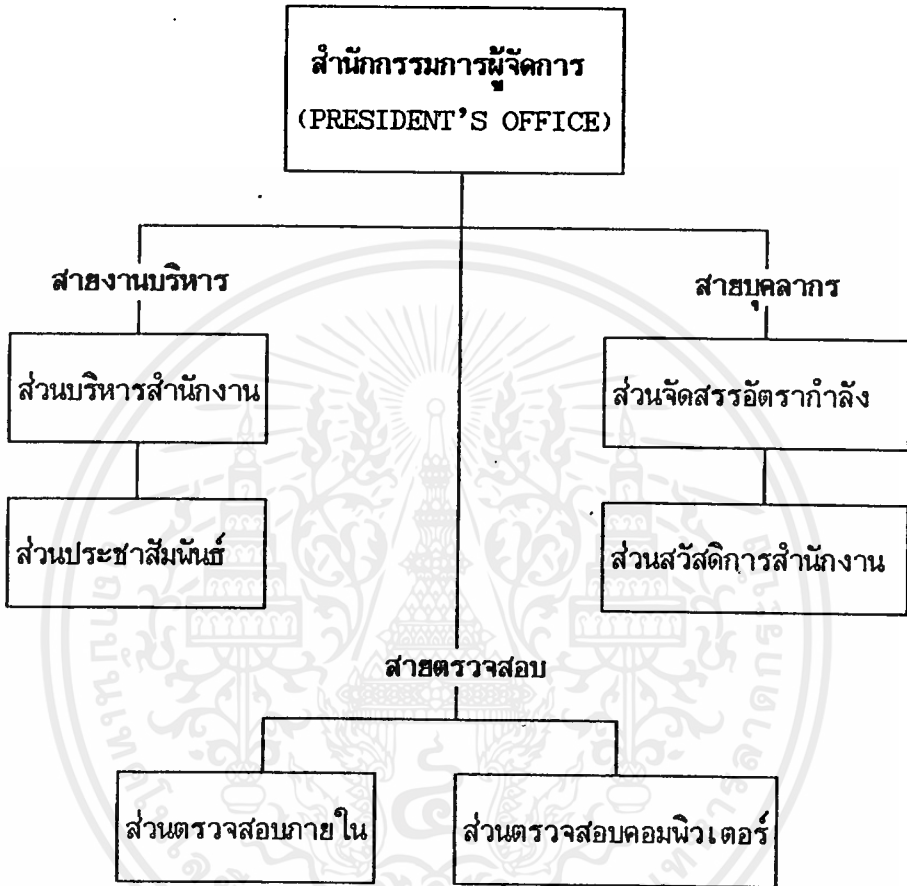 สำนักกรรมการผู้จัดการ
(PRESIDENT'S OFFICE)
สายงานบริหาร
สายบุคลากร
ส่วนบริหารสำนักงาน
ส่วนจัดสรรอัตรากำลัง
ส่วนประชาสัมพันธ์
ส่วนสวัสดิการสำนักงาน
สายตรวจสอบ
ส่วนตรวจสอบภายใน
ส่วนตรวจสอบคอมพิวเตอร์